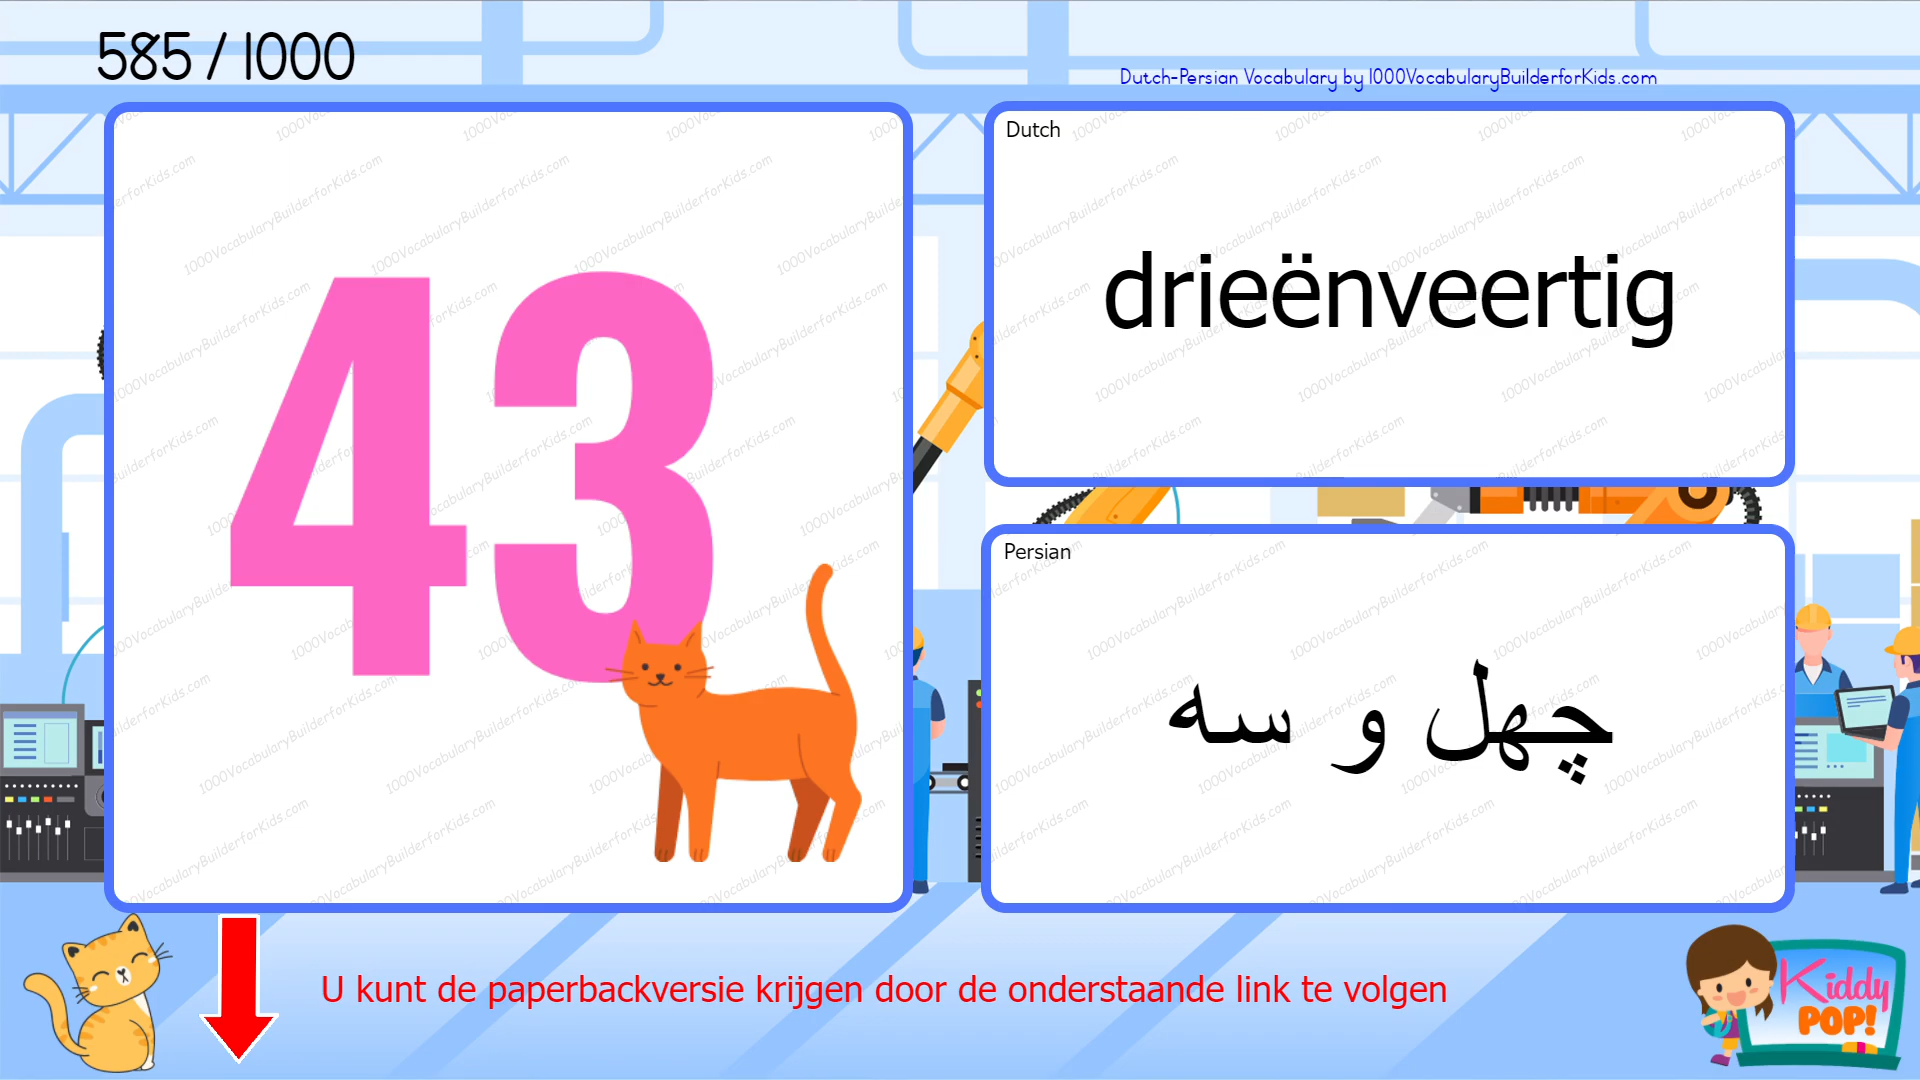 585 / 1000
Dutch-Persian Vocabulary by 1000VocabularyBuilderforKids.com
43
Dutch
drieënveertig
Persian
چهل و سه
U kunt de paperbackversie krijgen door de onderstaande link te volgen
Kiddy
POP!